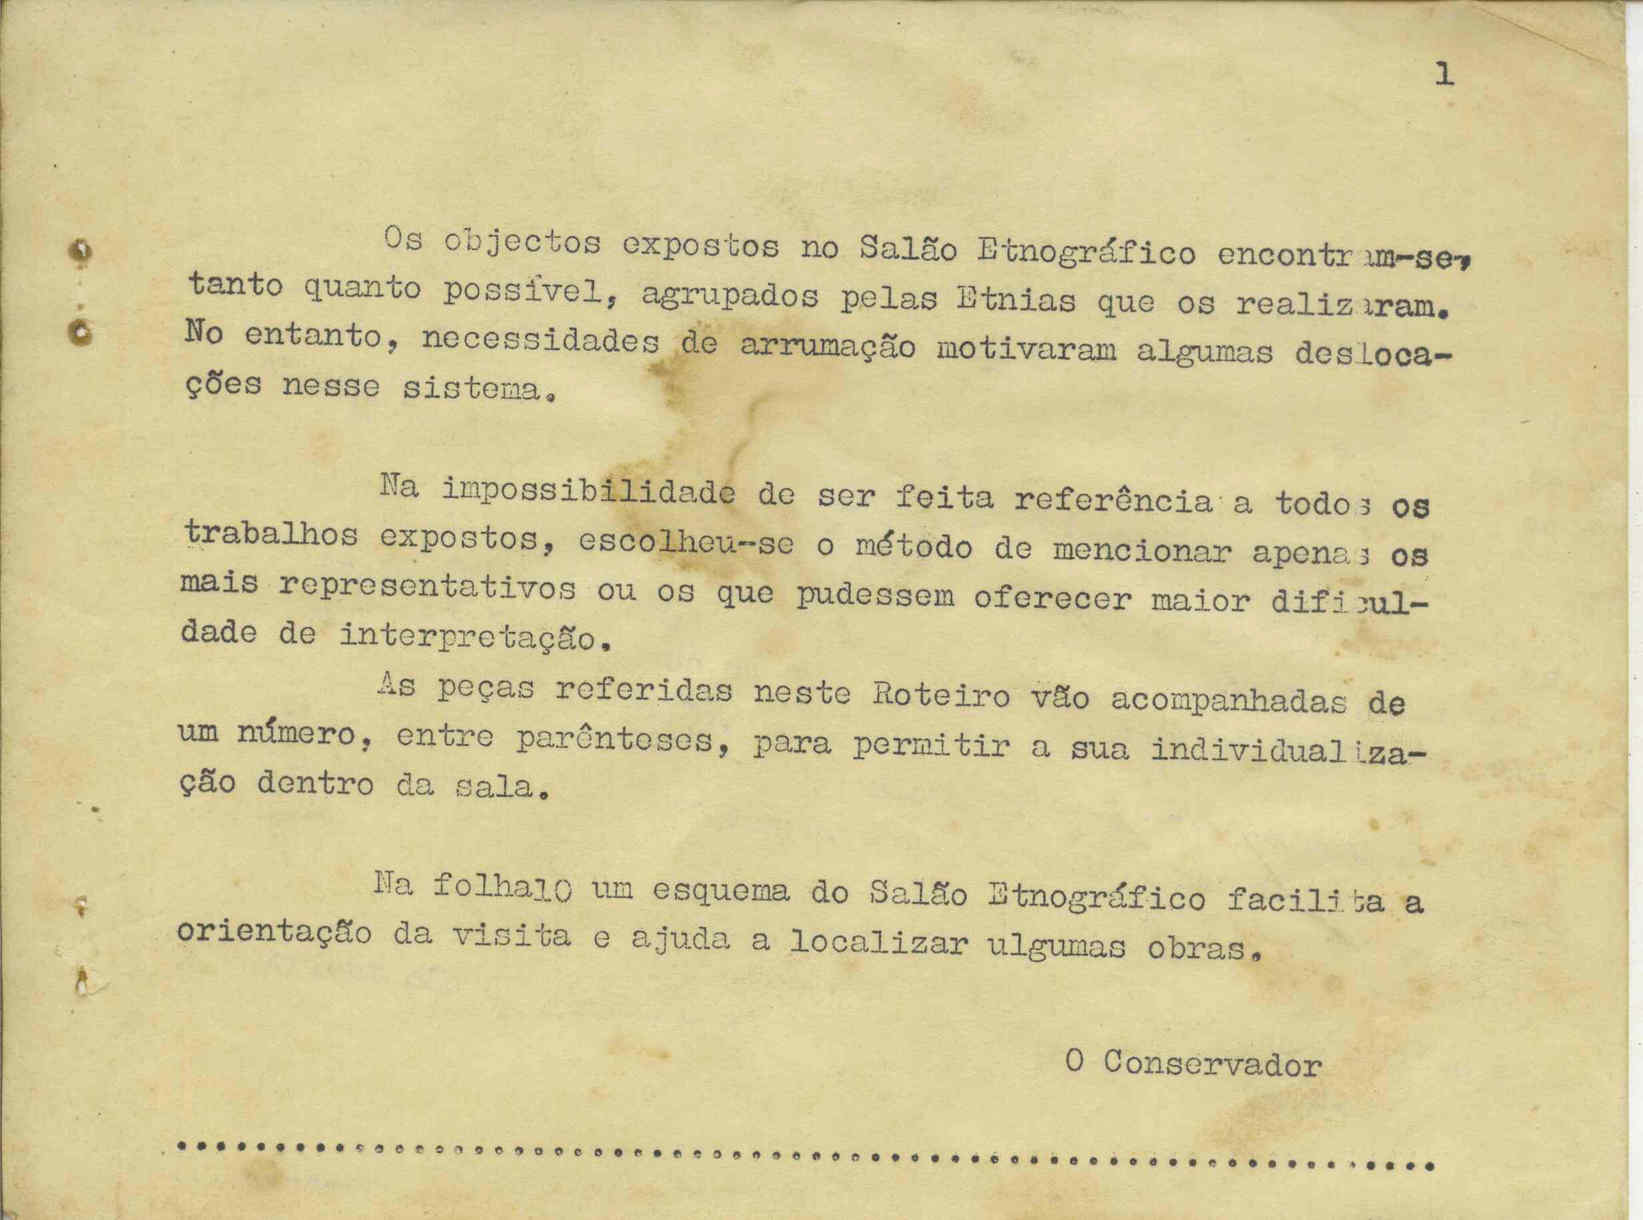 1
Os objectos expostos no Salão Etnográfico encontram-se,
tanto quanto possível, agrupados pelas Etnias que os realizaram.
No entanto, necessidades de arrumação motivaram algumas desloca-
ções nesse sistema.
Na impossibilidade de ser feita referência a todos os
trabalhos expostos, escolheu-se o método de mencionar apenas os
mais representativos ou os que pudessem oferecer maior dificul-
dade de interpretação.
As peças referidas neste Roteiro vão acompanhadas de
um número, entre parênteses, para permitir a sua individualiza-
ção dentro da sala.
Na folha10 um esquema do Salão Etnográfico facilita a
orientação da visita e ajuda a localizar ulgumas obras.
O Conservador
...............................................................